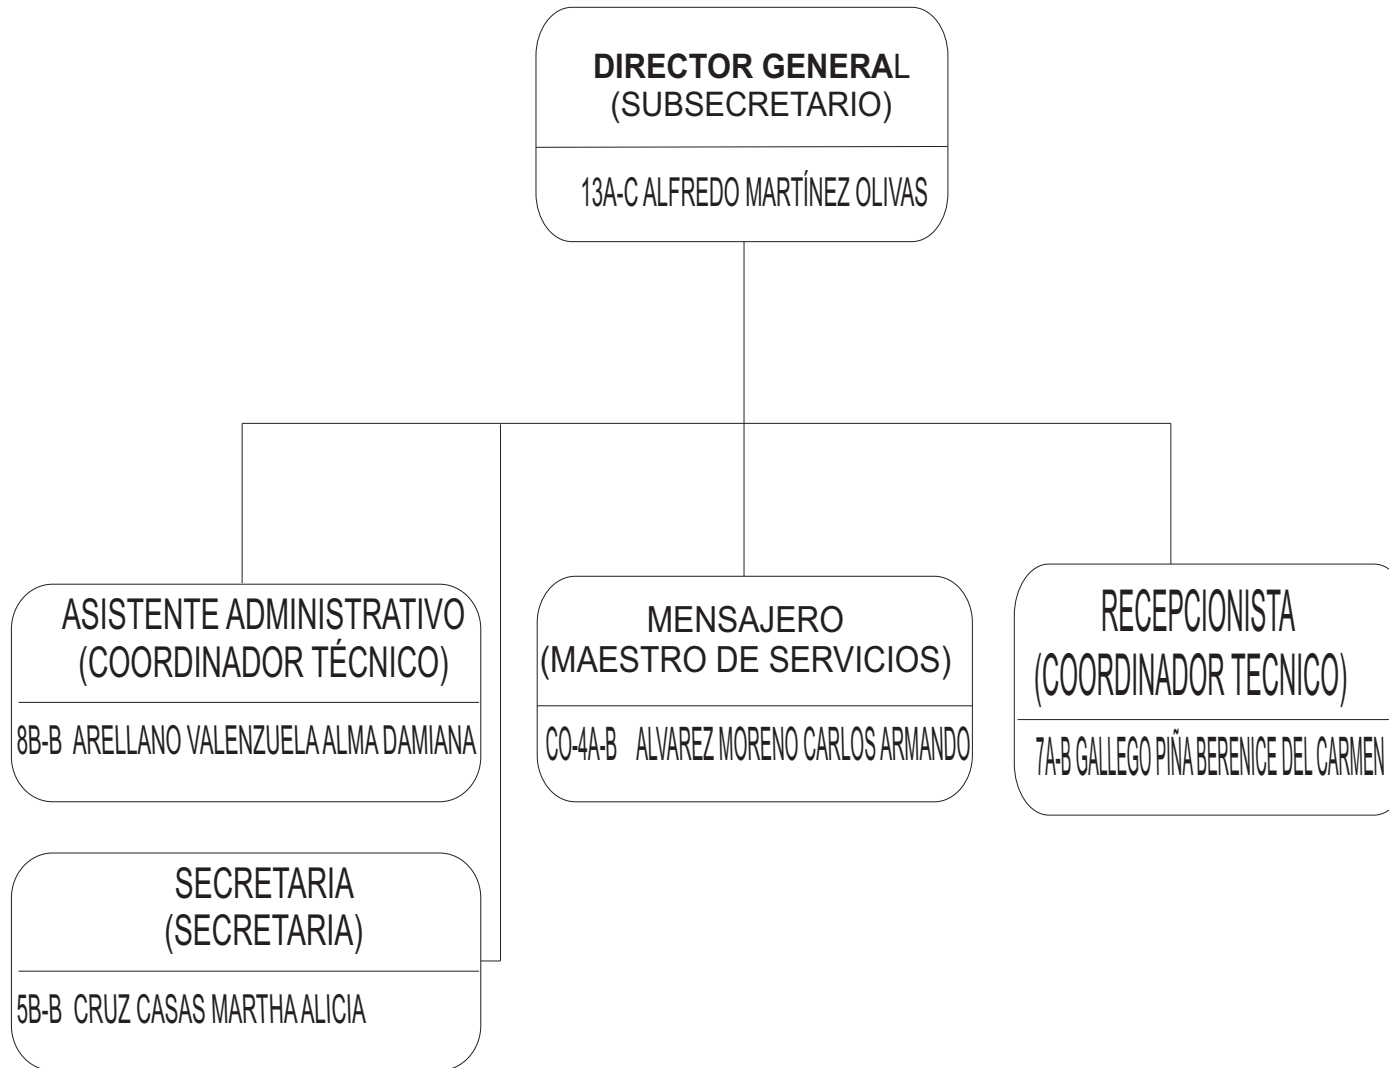 DIRECTOR GENERAL
(SUBSECRETARIO)
13A-C ALFREDO MARTÍNEZ OLIVAS
ASISTENTE ADMINISTRATIVO
(COORDINADOR TÉCNICO)
8B-B ARELLANO VALENZUELA ALMA DAMIANA
MENSAJERO
(MAESTRO DE SERVICIOS)
CO-4A-B ALVAREZ MORENO CARLOS ARMANDO
RECEPCIONISTA
(COORDINADOR TECNICO)
7A-B GALLEGO PIÑA BERENICE DEL CARMEN
SECRETARIA
(SECRETARIA)
5B-B CRUZ CASAS MARTHA ALICIA